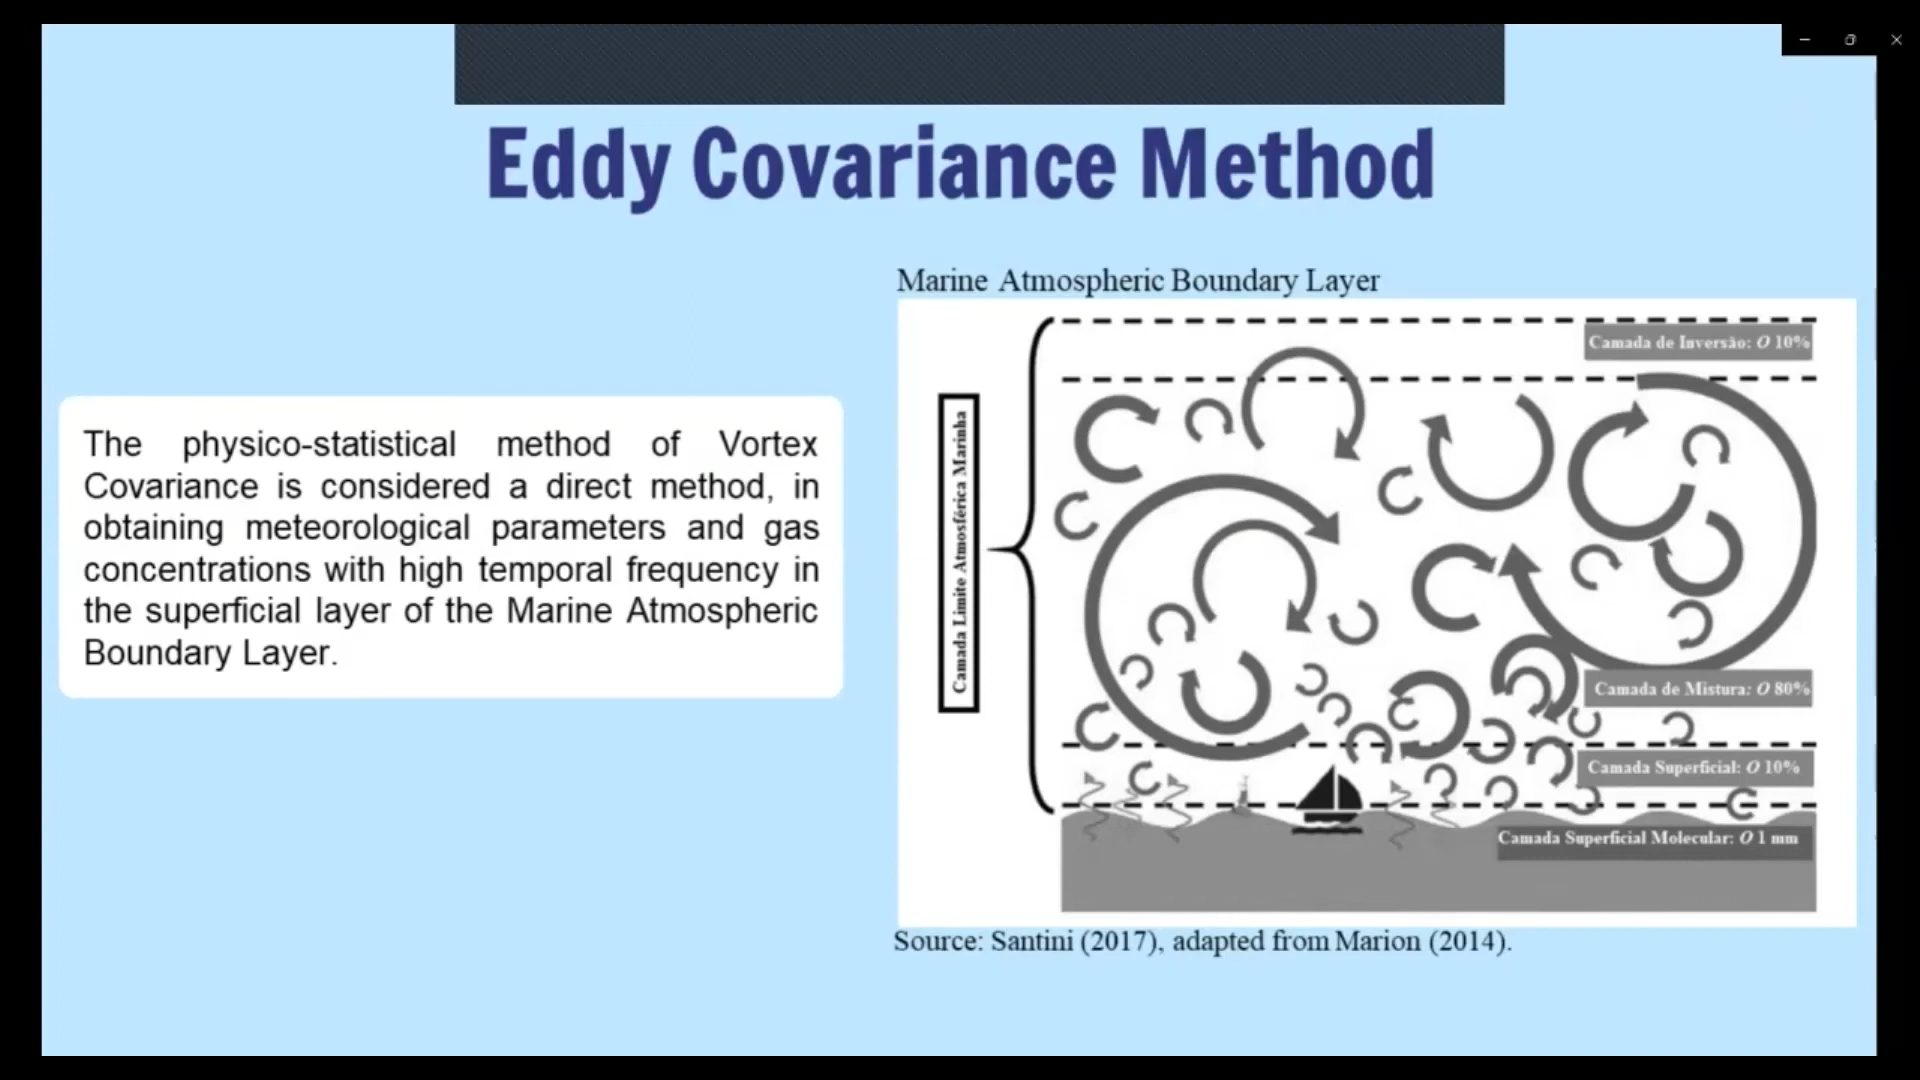 Eddy Covariance Method
The physico-statistical method of Vortex
Covariance is considered a direct method, in
obtaining meteorological parameters and gas
concentrations with high temporal frequency in
the superficial layer of the Marine Atmospheric
Boundary Layer.
Marine Atmospheric Boundary Layer
Camada Limite Atmosférica Marinha
Camada de Inversão: O 10%
Camada de Mistura: O 80%
Camada Superficial: O 10%
Camada Superficial Molecular: O 1 mm
Source: Santini (2017), adapted from Marion (2014).